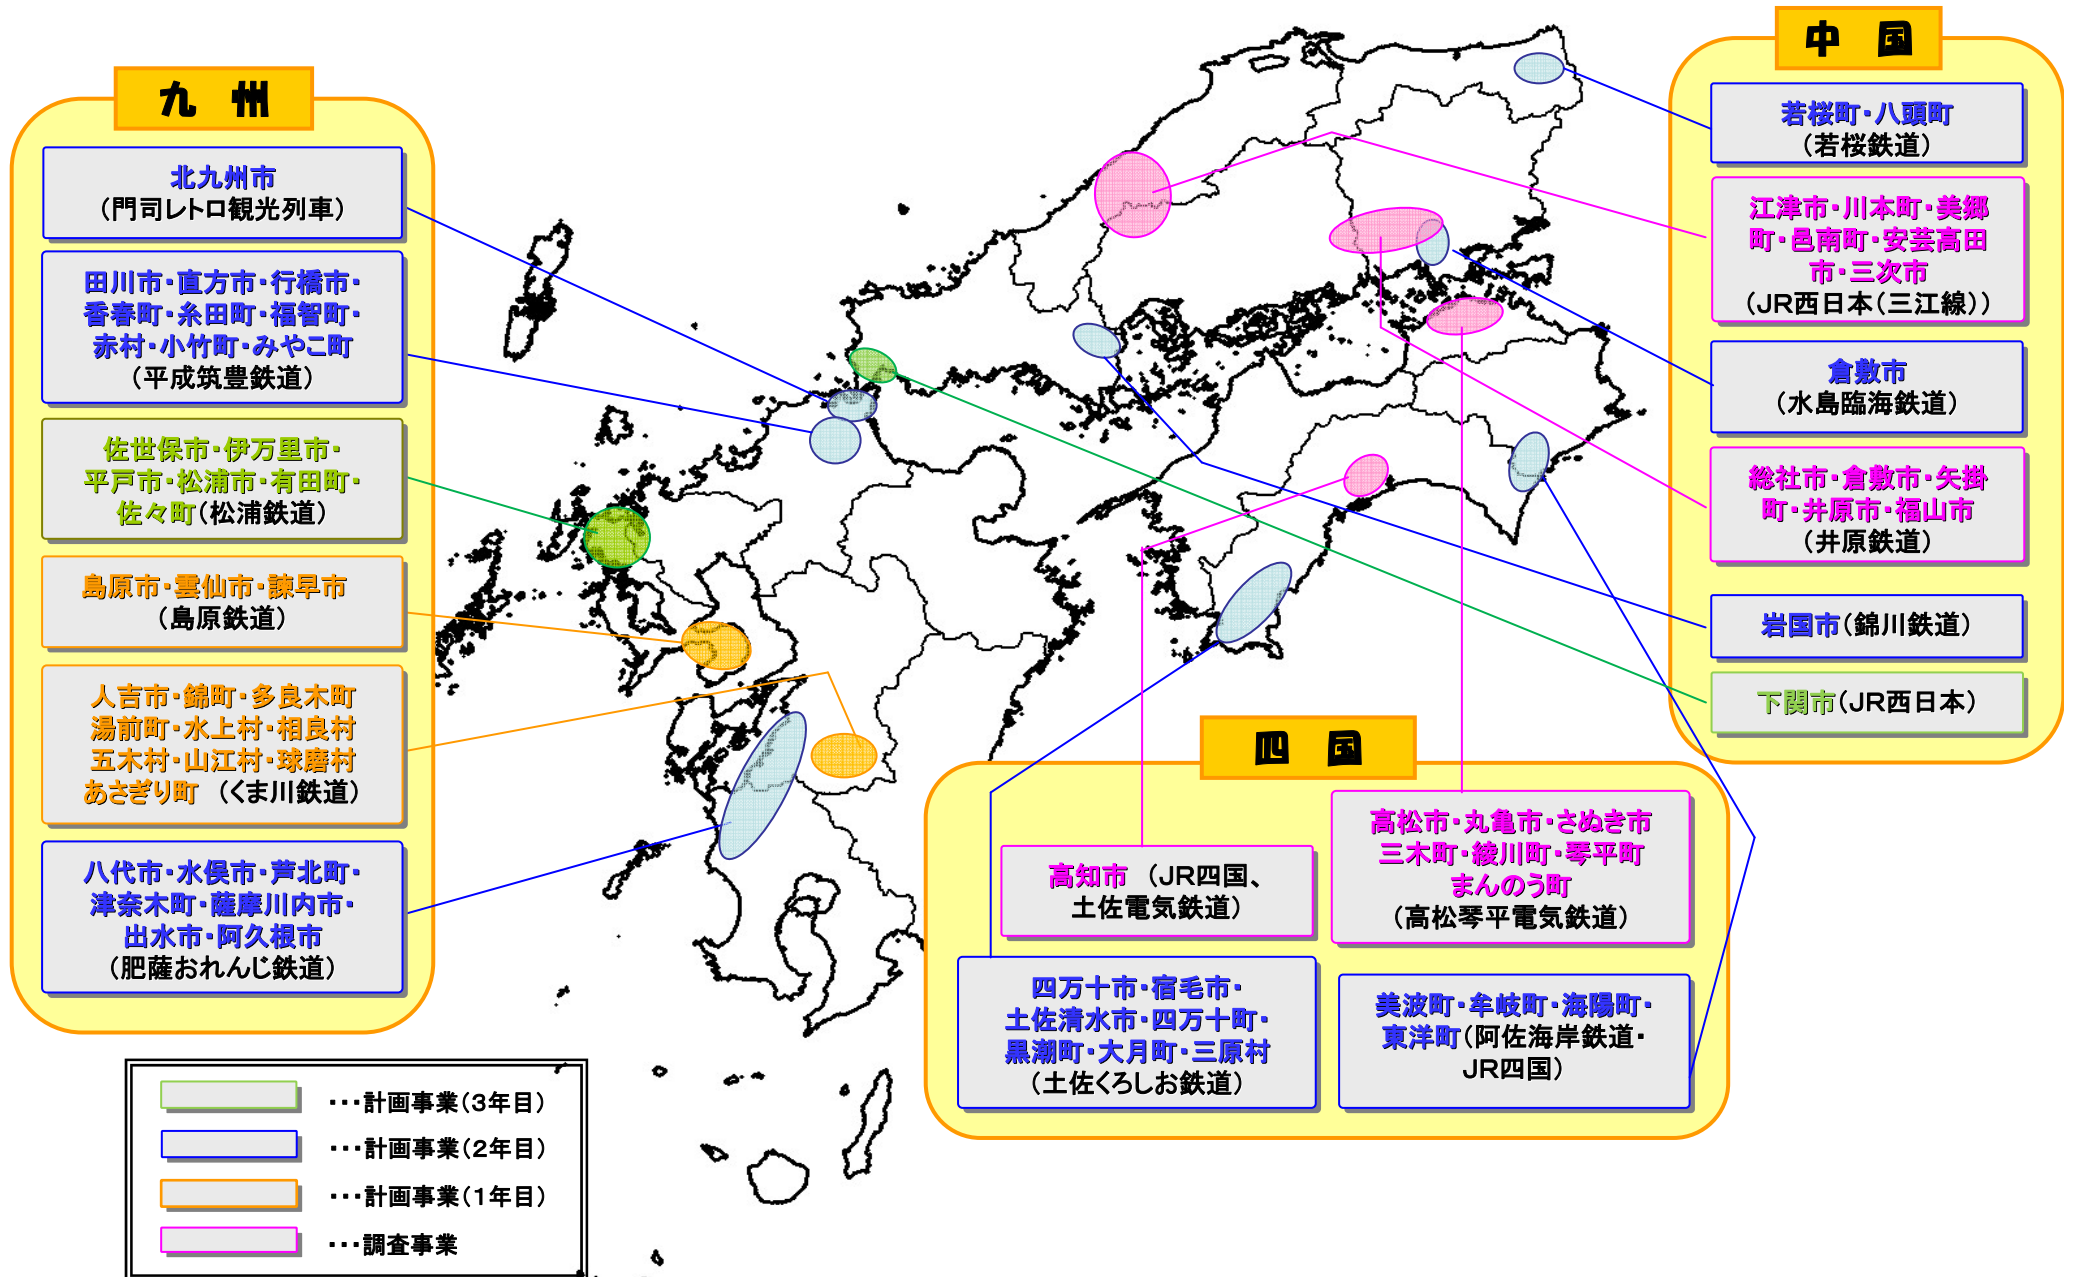 九　州
北九州市
（門司レトロ観光列車）
田川市・直方市・行橋市・
香春町・糸田町・福智町・
赤村・小竹町・みやこ町
（平成筑豊鉄道）
佐世保市・伊万里市・
平戸市・松浦市・有田町・
佐々町（松浦鉄道）
島原市・雲仙市・諫早市
（島原鉄道）
人吉市・錦町・多良木町
湯前町・水上村・相良村
五木村・山江村・球磨村
あさぎり町　（くま川鉄道）
八代市・水俣市・芦北町・
津奈木町・薩摩川内市・
出水市・阿久根市
（肥薩おれんじ鉄道）
中　国
若桜町・八頭町
（若桜鉄道）
江津市・川本町・美郷
町・邑南町・安芸高田
市・三次市
（JR西日本（三江線））
倉敷市
（水島臨海鉄道）
総社市・倉敷市・矢掛
町・井原市・福山市
（井原鉄道）
岩国市（錦川鉄道）
下関市（JR西日本）
四　国
高知市　（JR四国、
土佐電気鉄道）
高松市・丸亀市・さぬき市
三木町・綾川町・琴平町
まんのう町
（高松琴平電気鉄道）
四万十市・宿毛市・
土佐清水市・四万十町・
黒潮町・大月町・三原村
（土佐くろしお鉄道）
美波町・牟岐町・海陽町・
東洋町（阿佐海岸鉄道・
JR四国）
・・・計画事業（３年目）
・・・計画事業（２年目）
・・・計画事業（１年目）
・・・調査事業